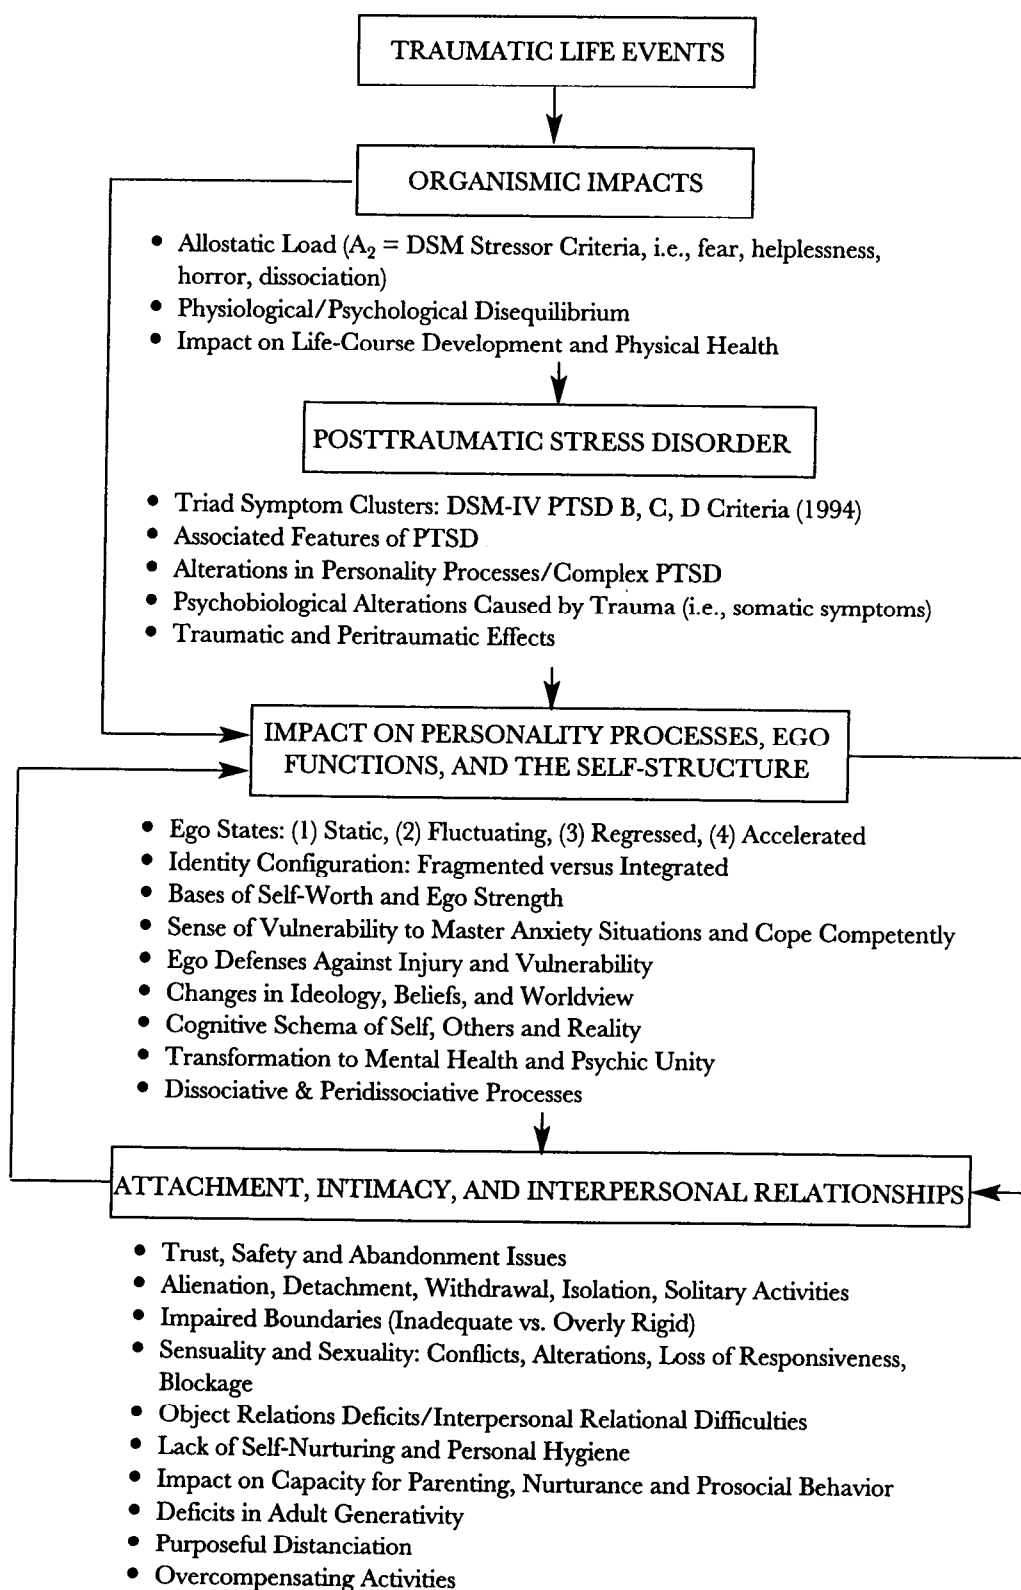 TRAUMATIC LIFE EVENTS
ORGANISMIC IMPACTS
• Allostatic Load (A₂ = DSM Stressor Criteria, i.e., fear, helplessness,
horror, dissociation)
• Physiological/Psychological Disequilibrium
• Impact on Life-Course Development and Physical Health
POSTTRAUMATIC STRESS DISORDER
• Triad Symptom Clusters: DSM-IV PTSD B, C, D Criteria (1994)
• Associated Features of PTSD
• Alterations in Personality Processes/Complex PTSD
• Psychobiological Alterations Caused by Trauma (i.e., somatic symptoms)
• Traumatic and Peritraumatic Effects
IMPACT ON PERSONALITY PROCESSES, EGO
FUNCTIONS, AND THE SELF-STRUCTURE
• Ego States: (1) Static, (2) Fluctuating, (3) Regressed, (4) Accelerated
• Identity Configuration: Fragmented versus Integrated
• Bases of Self-Worth and Ego Strength
• Sense of Vulnerability to Master Anxiety Situations and Cope Competently
• Ego Defenses Against Injury and Vulnerability
• Changes in Ideology, Beliefs, and Worldview
• Cognitive Schema of Self, Others and Reality
• Transformation to Mental Health and Psychic Unity
• Dissociative & Peridissociative Processes
ATTACHMENT, INTIMACY, AND INTERPERSONAL RELATIONSHIPS
• Trust, Safety and Abandonment Issues
• Alienation, Detachment, Withdrawal, Isolation, Solitary Activities
• Impaired Boundaries (Inadequate vs. Overly Rigid)
• Sensuality and Sexuality: Conflicts, Alterations, Loss of Responsiveness,
Blockage
• Object Relations Deficits/Interpersonal Relational Difficulties
• Lack of Self-Nurturing and Personal Hygiene
• Impact on Capacity for Parenting, Nurturance and Prosocial Behavior
• Deficits in Adult Generativity
• Purposeful Distanciation
• Overcompensating Activities